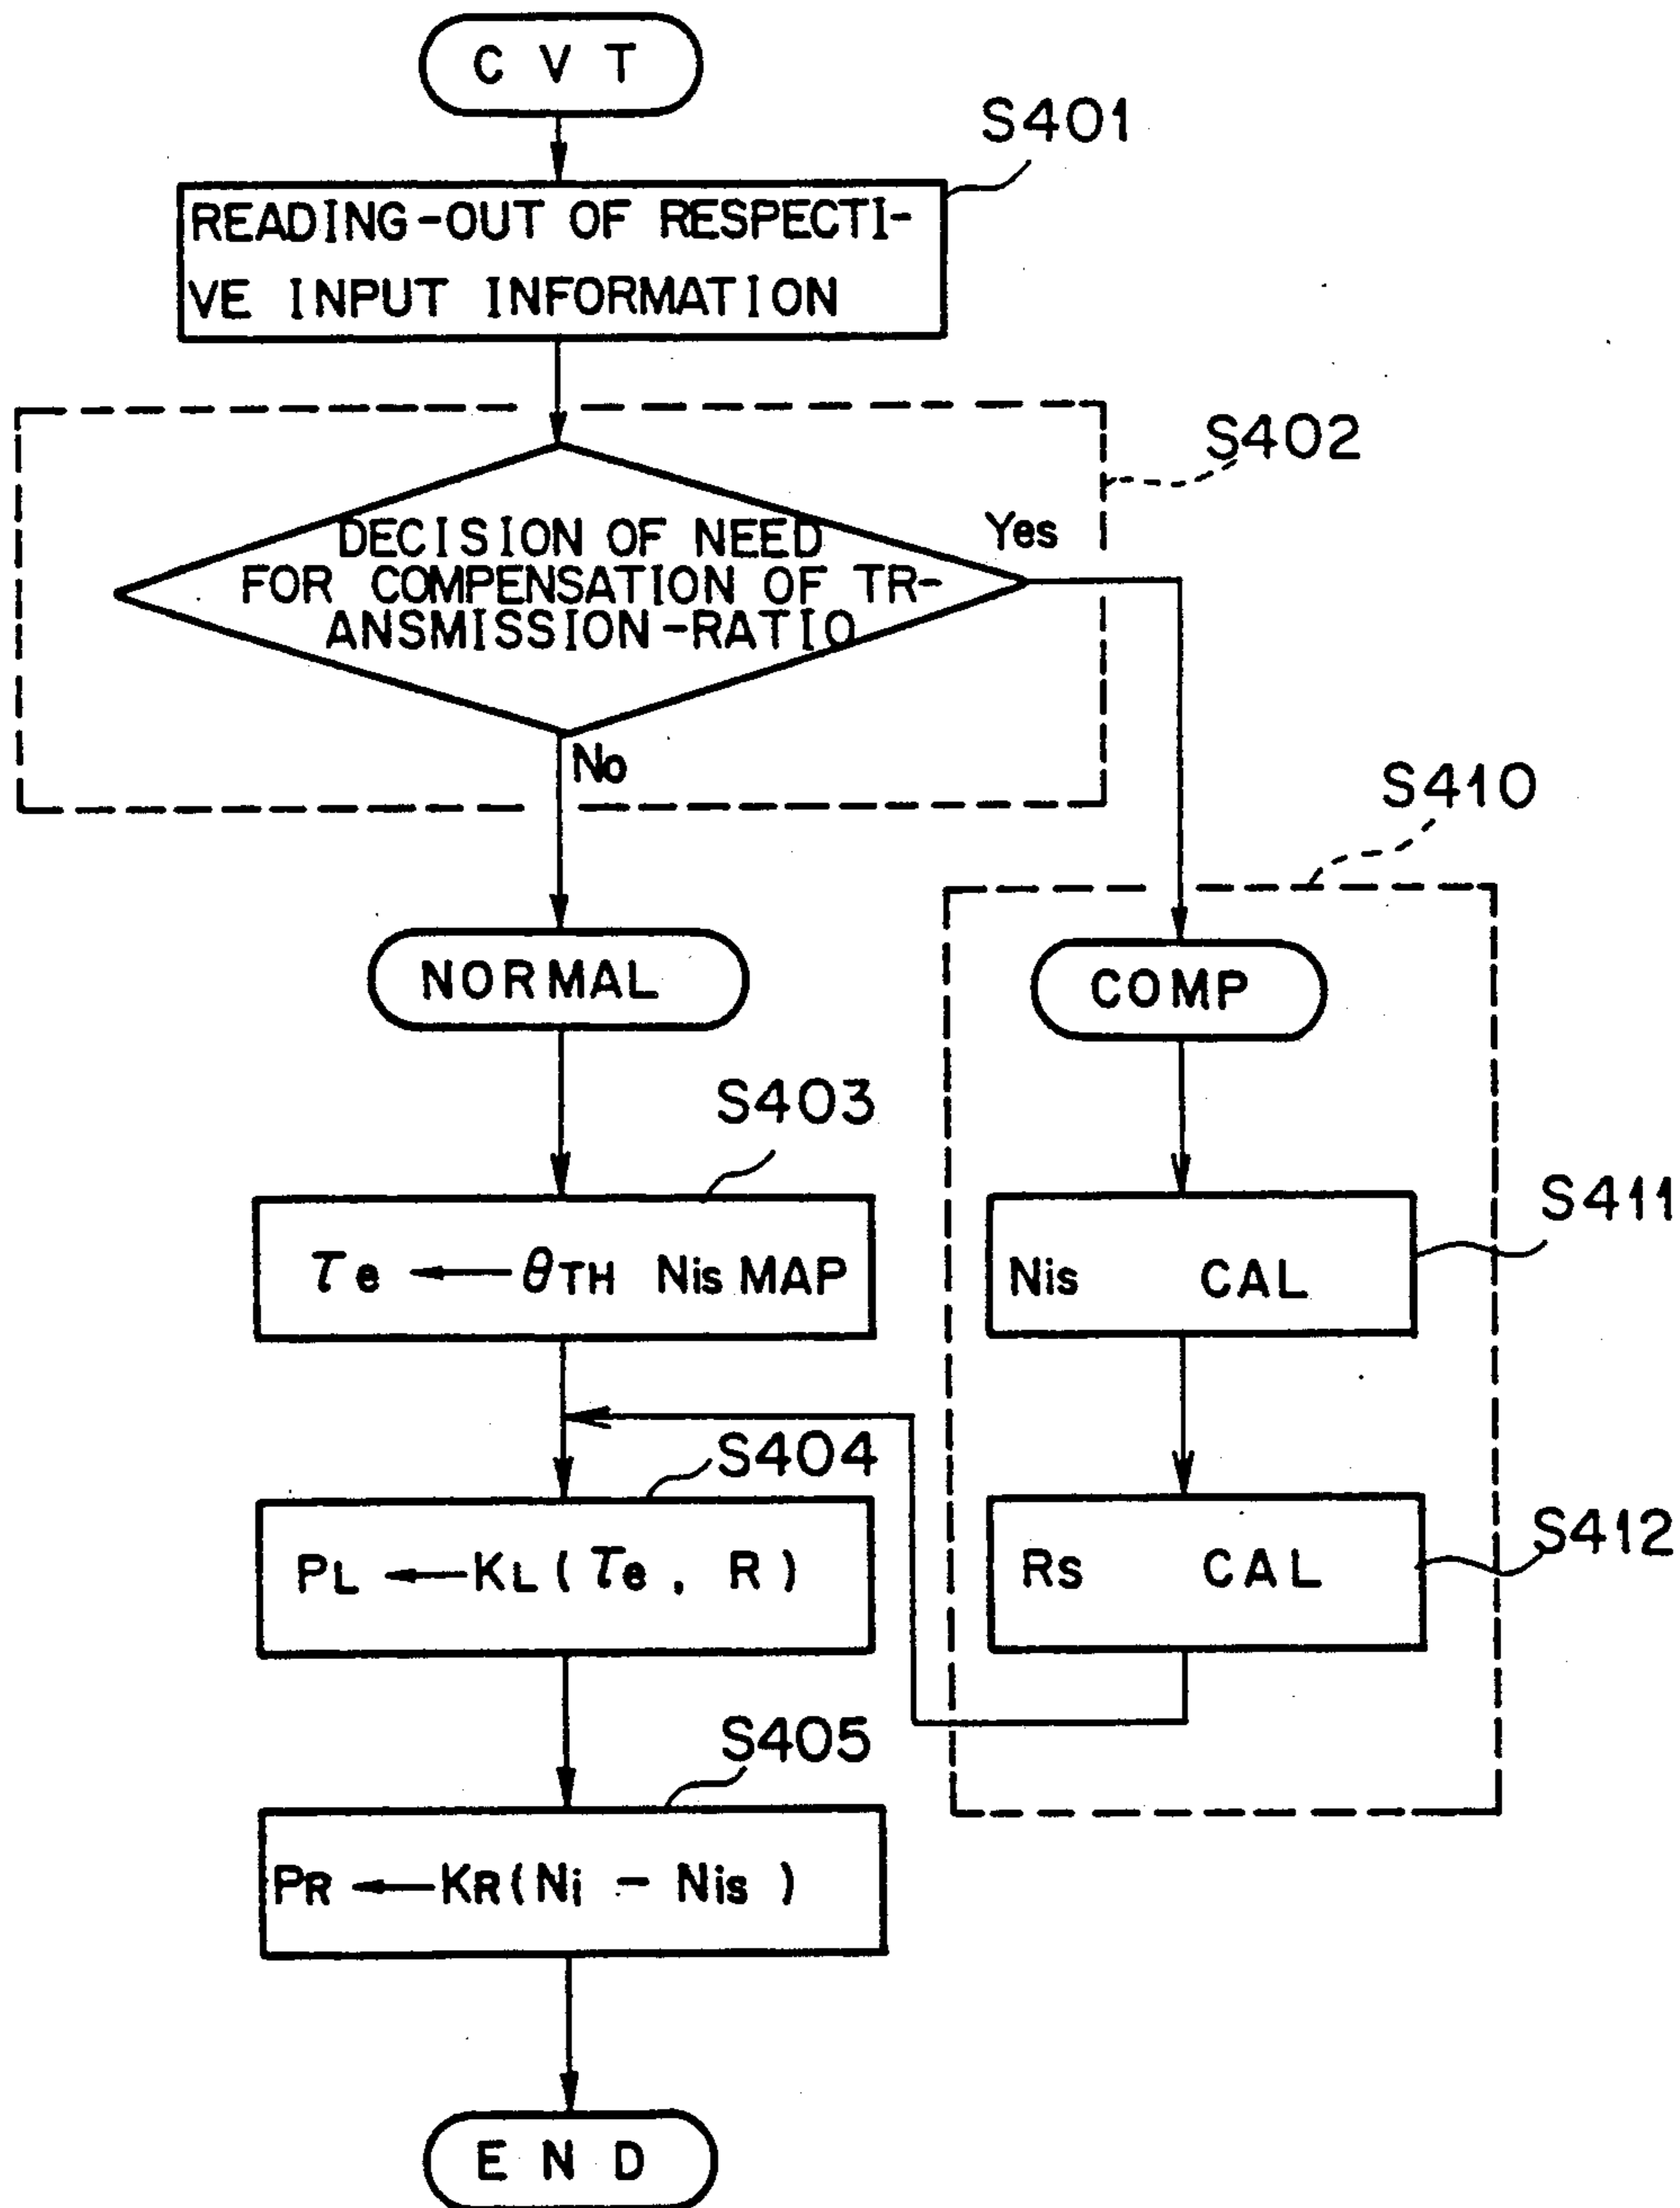 C V T
S401
READING-OUT OF RESPECTI-
VE INPUT INFORMATION
S402
DECISION OF NEED
FOR COMPENSATION OF TR-
ANSMISSION-RATIO
Yes
No
S410
NORMAL
COMP
S403
τe ← θTH Nis MAP
S411
Nis CAL
S404
PL ← KL ( τe , R )
S412
Rs CAL
S405
PR ← KR ( Ni - Nis )
E N D